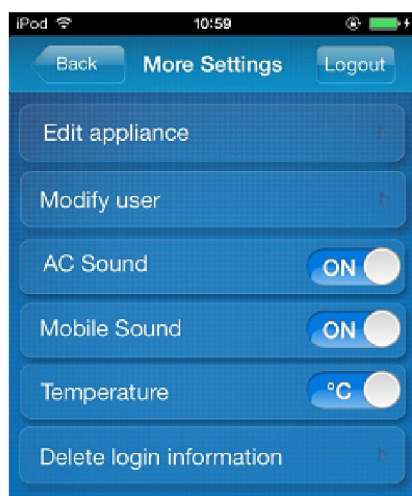 iPod 10:59
Back More Settings Logout
Edit appliance
Modify user
AC Sound ON
Mobile Sound ON
Temperature °C
Delete login information